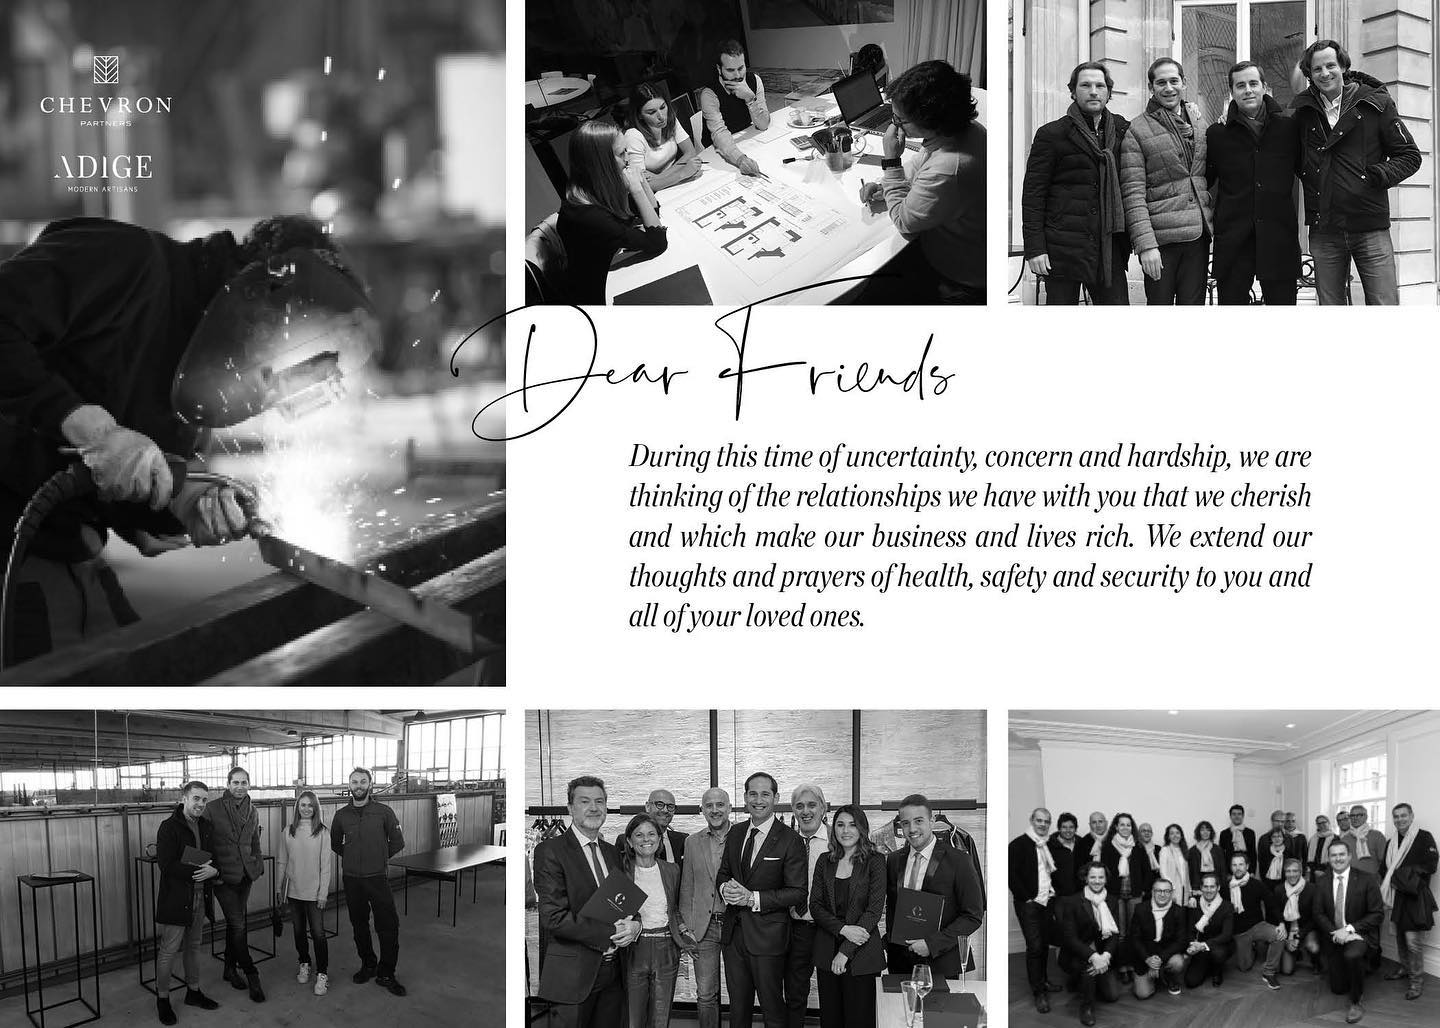 CHEVRON
PARTNERS
ADIGE
MODERN ARTISANS
Dear Friends
During this time of uncertainty, concern and hardship, we are
thinking of the relationships we have with you that we cherish
and which make our business and lives rich. We extend our
thoughts and prayers of health, safety and security to you and
all of your loved ones.